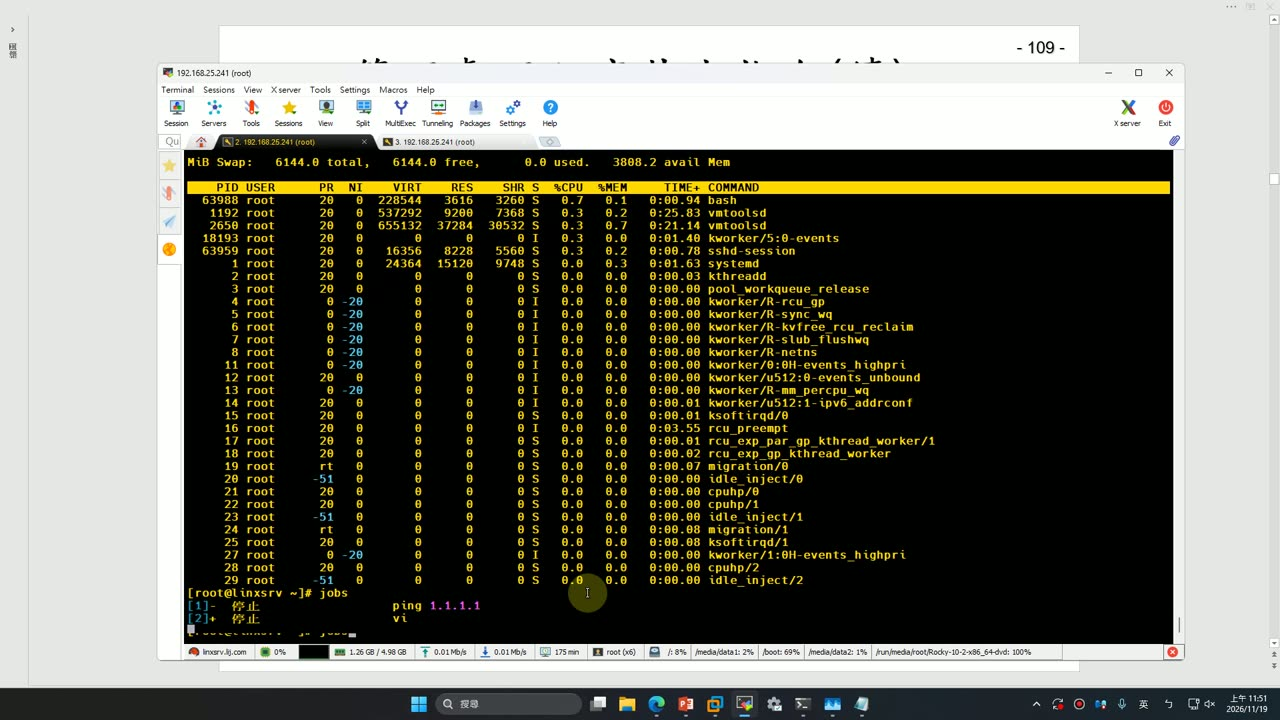 - 109 -
192.168.25.241 (root)
Terminal Sessions View X server Tools Settings Macros Help
Session Servers Tools Sessions View Split MultiExec Tunneling Packages Settings Help X server Exit
Qu 2. 192.168.25.241 (root) 3. 192.168.25.241 (root)
MiB Swap: 6144.0 total, 6144.0 free, 0.0 used. 3808.2 avail Mem
PID USER PR NI VIRT RES SHR S %CPU %MEM TIME+ COMMAND
63988 root 20 0 228544 3616 3260 S 0.7 0.1 0:00.94 bash
1192 root 20 0 537292 9200 7368 S 0.3 0.2 0:25.83 vmtoolsd
2650 root 20 0 655132 37284 30532 S 0.3 0.7 0:21.14 vmtoolsd
18193 root 20 0 0 0 0 I 0.3 0.0 0:01.40 kworker/5:0-events
63959 root 20 0 16356 8228 5560 S 0.3 0.2 0:00.78 sshd-session
1 root 20 0 24364 15120 9748 S 0.0 0.3 0:01.63 systemd
2 root 20 0 0 0 0 S 0.0 0.0 0:00.03 kthreadd
3 root 20 0 0 0 0 S 0.0 0.0 0:00.00 pool_workqueue_release
4 root 0 -20 0 0 0 I 0.0 0.0 0:00.00 kworker/R-rcu_gp
5 root 0 -20 0 0 0 I 0.0 0.0 0:00.00 kworker/R-sync_wq
6 root 0 -20 0 0 0 I 0.0 0.0 0:00.00 kworker/R-kvfree_rcu_reclaim
7 root 0 -20 0 0 0 I 0.0 0.0 0:00.00 kworker/R-slub_flushwq
8 root 0 -20 0 0 0 I 0.0 0.0 0:00.00 kworker/R-netns
11 root 0 -20 0 0 0 I 0.0 0.0 0:00.00 kworker/0:0H-events_highpri
12 root 20 0 0 0 0 I 0.0 0.0 0:00.00 kworker/u512:0-events_unbound
13 root 0 -20 0 0 0 I 0.0 0.0 0:00.00 kworker/R-mm_percpu_wq
14 root 20 0 0 0 0 I 0.0 0.0 0:00.01 kworker/u512:1-ipv6_addrconf
15 root 20 0 0 0 0 S 0.0 0.0 0:00.01 ksoftirqd/0
16 root 20 0 0 0 0 I 0.0 0.0 0:03.55 rcu_preempt
17 root 20 0 0 0 0 S 0.0 0.0 0:00.01 rcu_exp_par_gp_kthread_worker/1
18 root 20 0 0 0 0 S 0.0 0.0 0:00.02 rcu_exp_gp_kthread_worker
19 root rt 0 0 0 0 S 0.0 0.0 0:00.07 migration/0
20 root -51 0 0 0 0 S 0.0 0.0 0:00.00 idle_inject/0
21 root 20 0 0 0 0 S 0.0 0.0 0:00.00 cpuhp/0
22 root 20 0 0 0 0 S 0.0 0.0 0:00.00 cpuhp/1
23 root -51 0 0 0 0 S 0.0 0.0 0:00.00 idle_inject/1
24 root rt 0 0 0 0 S 0.0 0.0 0:00.08 migration/1
25 root 20 0 0 0 0 S 0.0 0.0 0:00.08 ksoftirqd/1
27 root 0 -20 0 0 0 I 0.0 0.0 0:00.00 kworker/1:0H-events_highpri
28 root 20 0 0 0 0 S 0.0 0.0 0:00.00 cpuhp/2
29 root -51 0 0 0 0 S 0.0 0.0 0:00.00 idle_inject/2
[root@linxsrv ~]# jobs
[1]- 停止 ping 1.1.1.1
[2]+ 停止 vi
linxsrv.lij.com 0% 1.26 GB / 4.98 GB 0.01 Mb/s 0.01 Mb/s 175 min root (x6) /: 8% /media/data1: 2% /boot: 69% /media/data2: 1% /run/media/root/Rocky-10-2-x86_64-dvd: 100%
搜尋 英 上午 11:51
2026/11/19